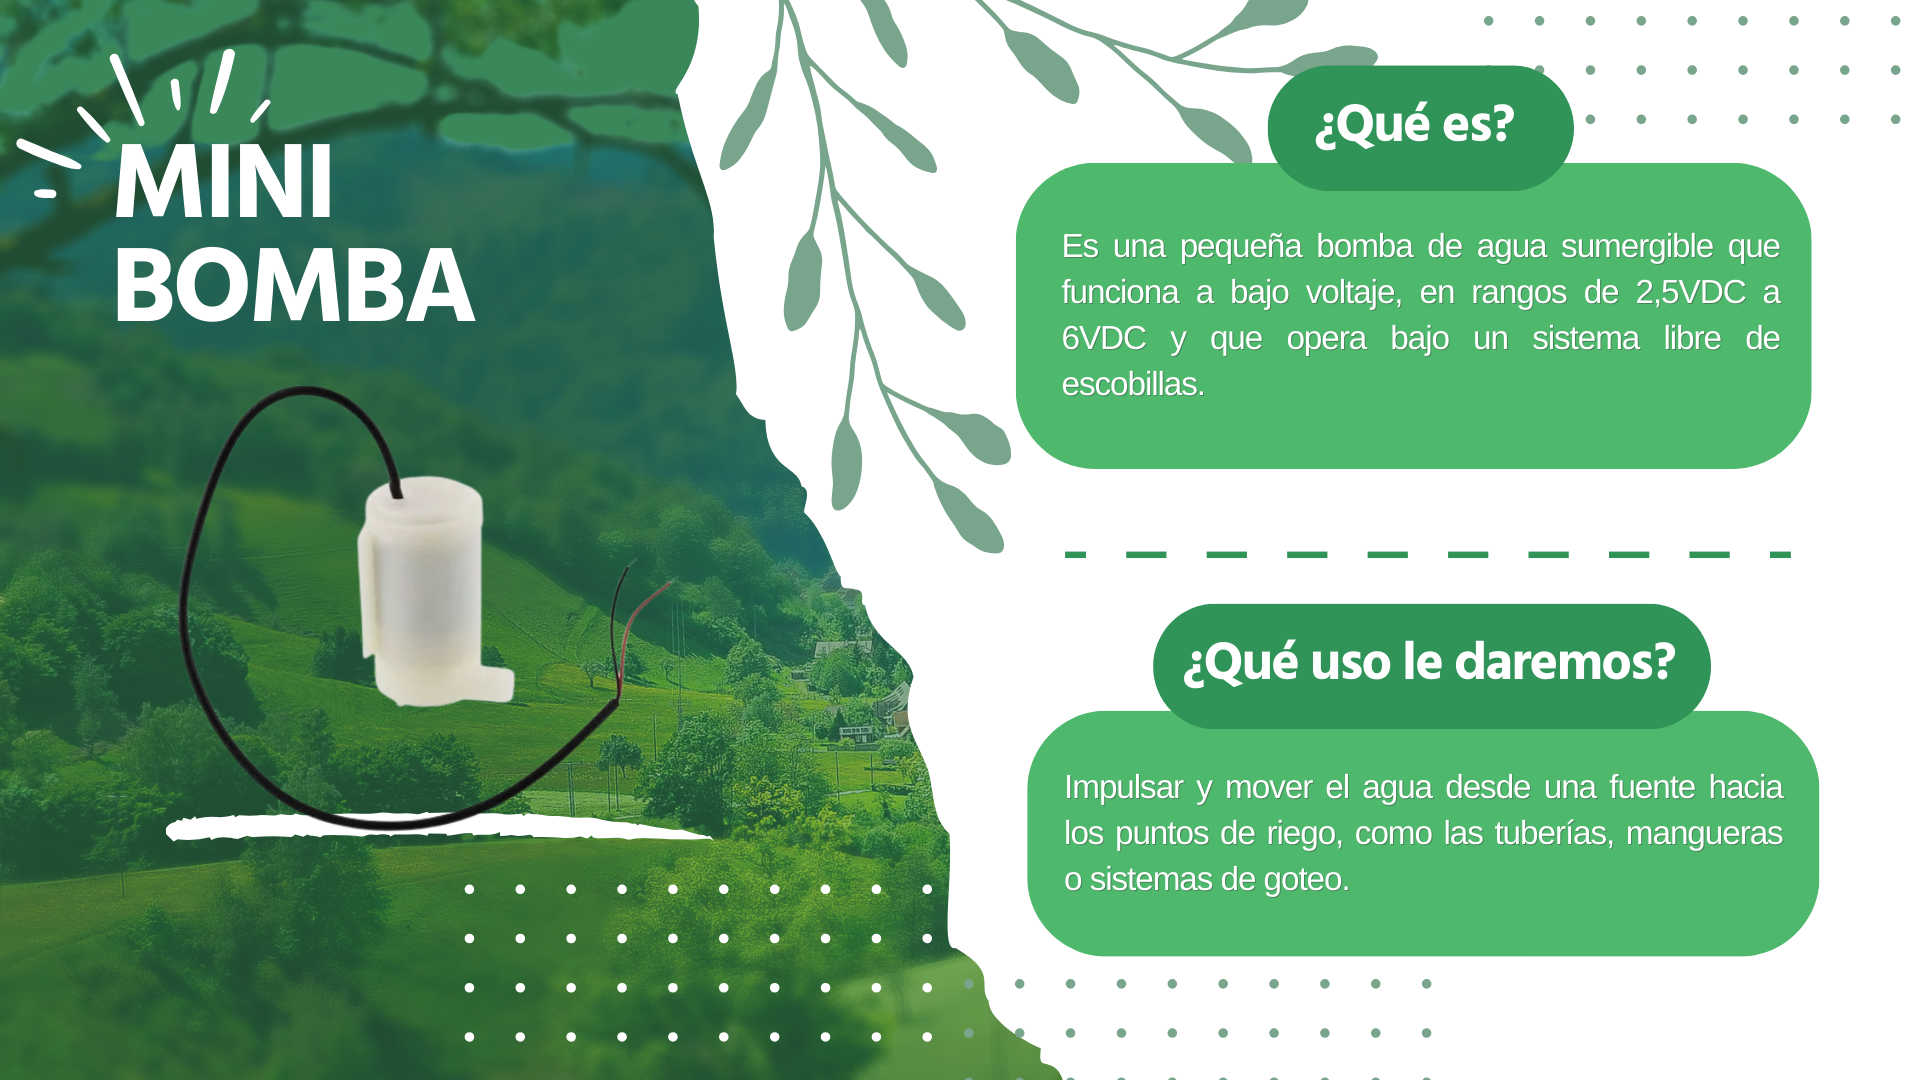 MINI
BOMBA
¿Qué es?
Es una pequeña bomba de agua sumergible que
funciona a bajo voltaje, en rangos de 2,5VDC a
6VDC y que opera bajo un sistema libre de
escobillas.
¿Qué uso le daremos?
Impulsar y mover el agua desde una fuente hacia
los puntos de riego, como las tuberías, mangueras
o sistemas de goteo.